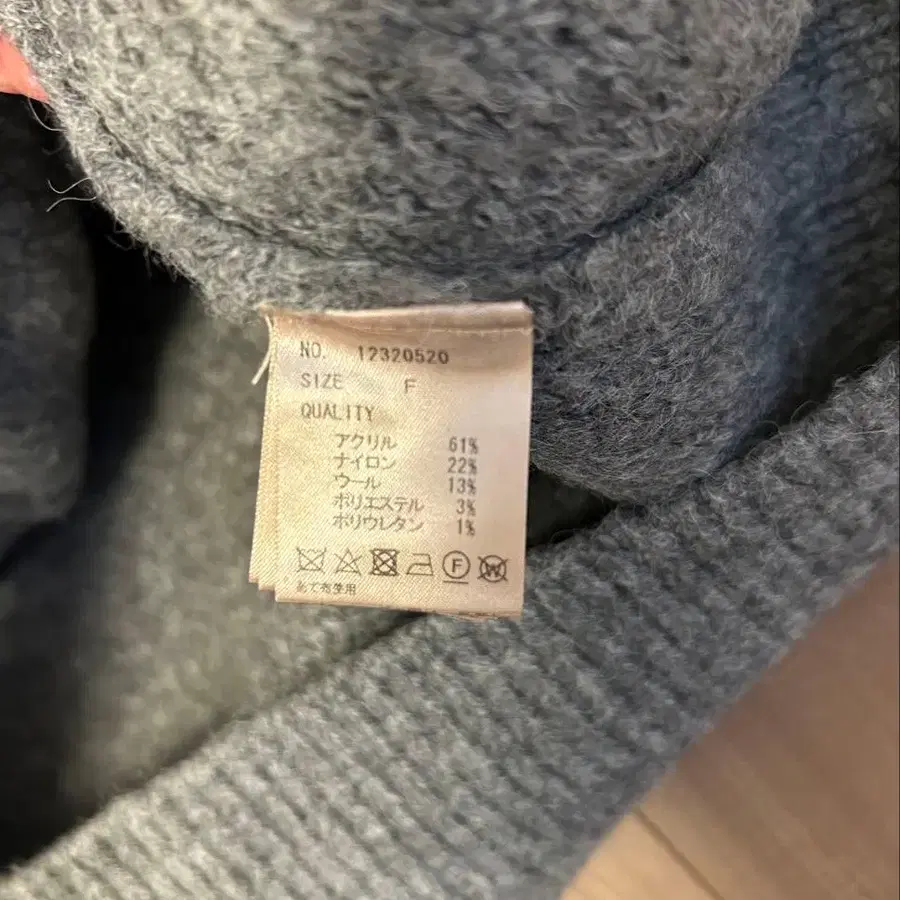 NO. 12320520
SIZE F
QUALITY
アクリル 61%
ナイロン 22%
ウール 13%
ポリエステル 3%
ポリウレタン 1%
F W
あて布使用